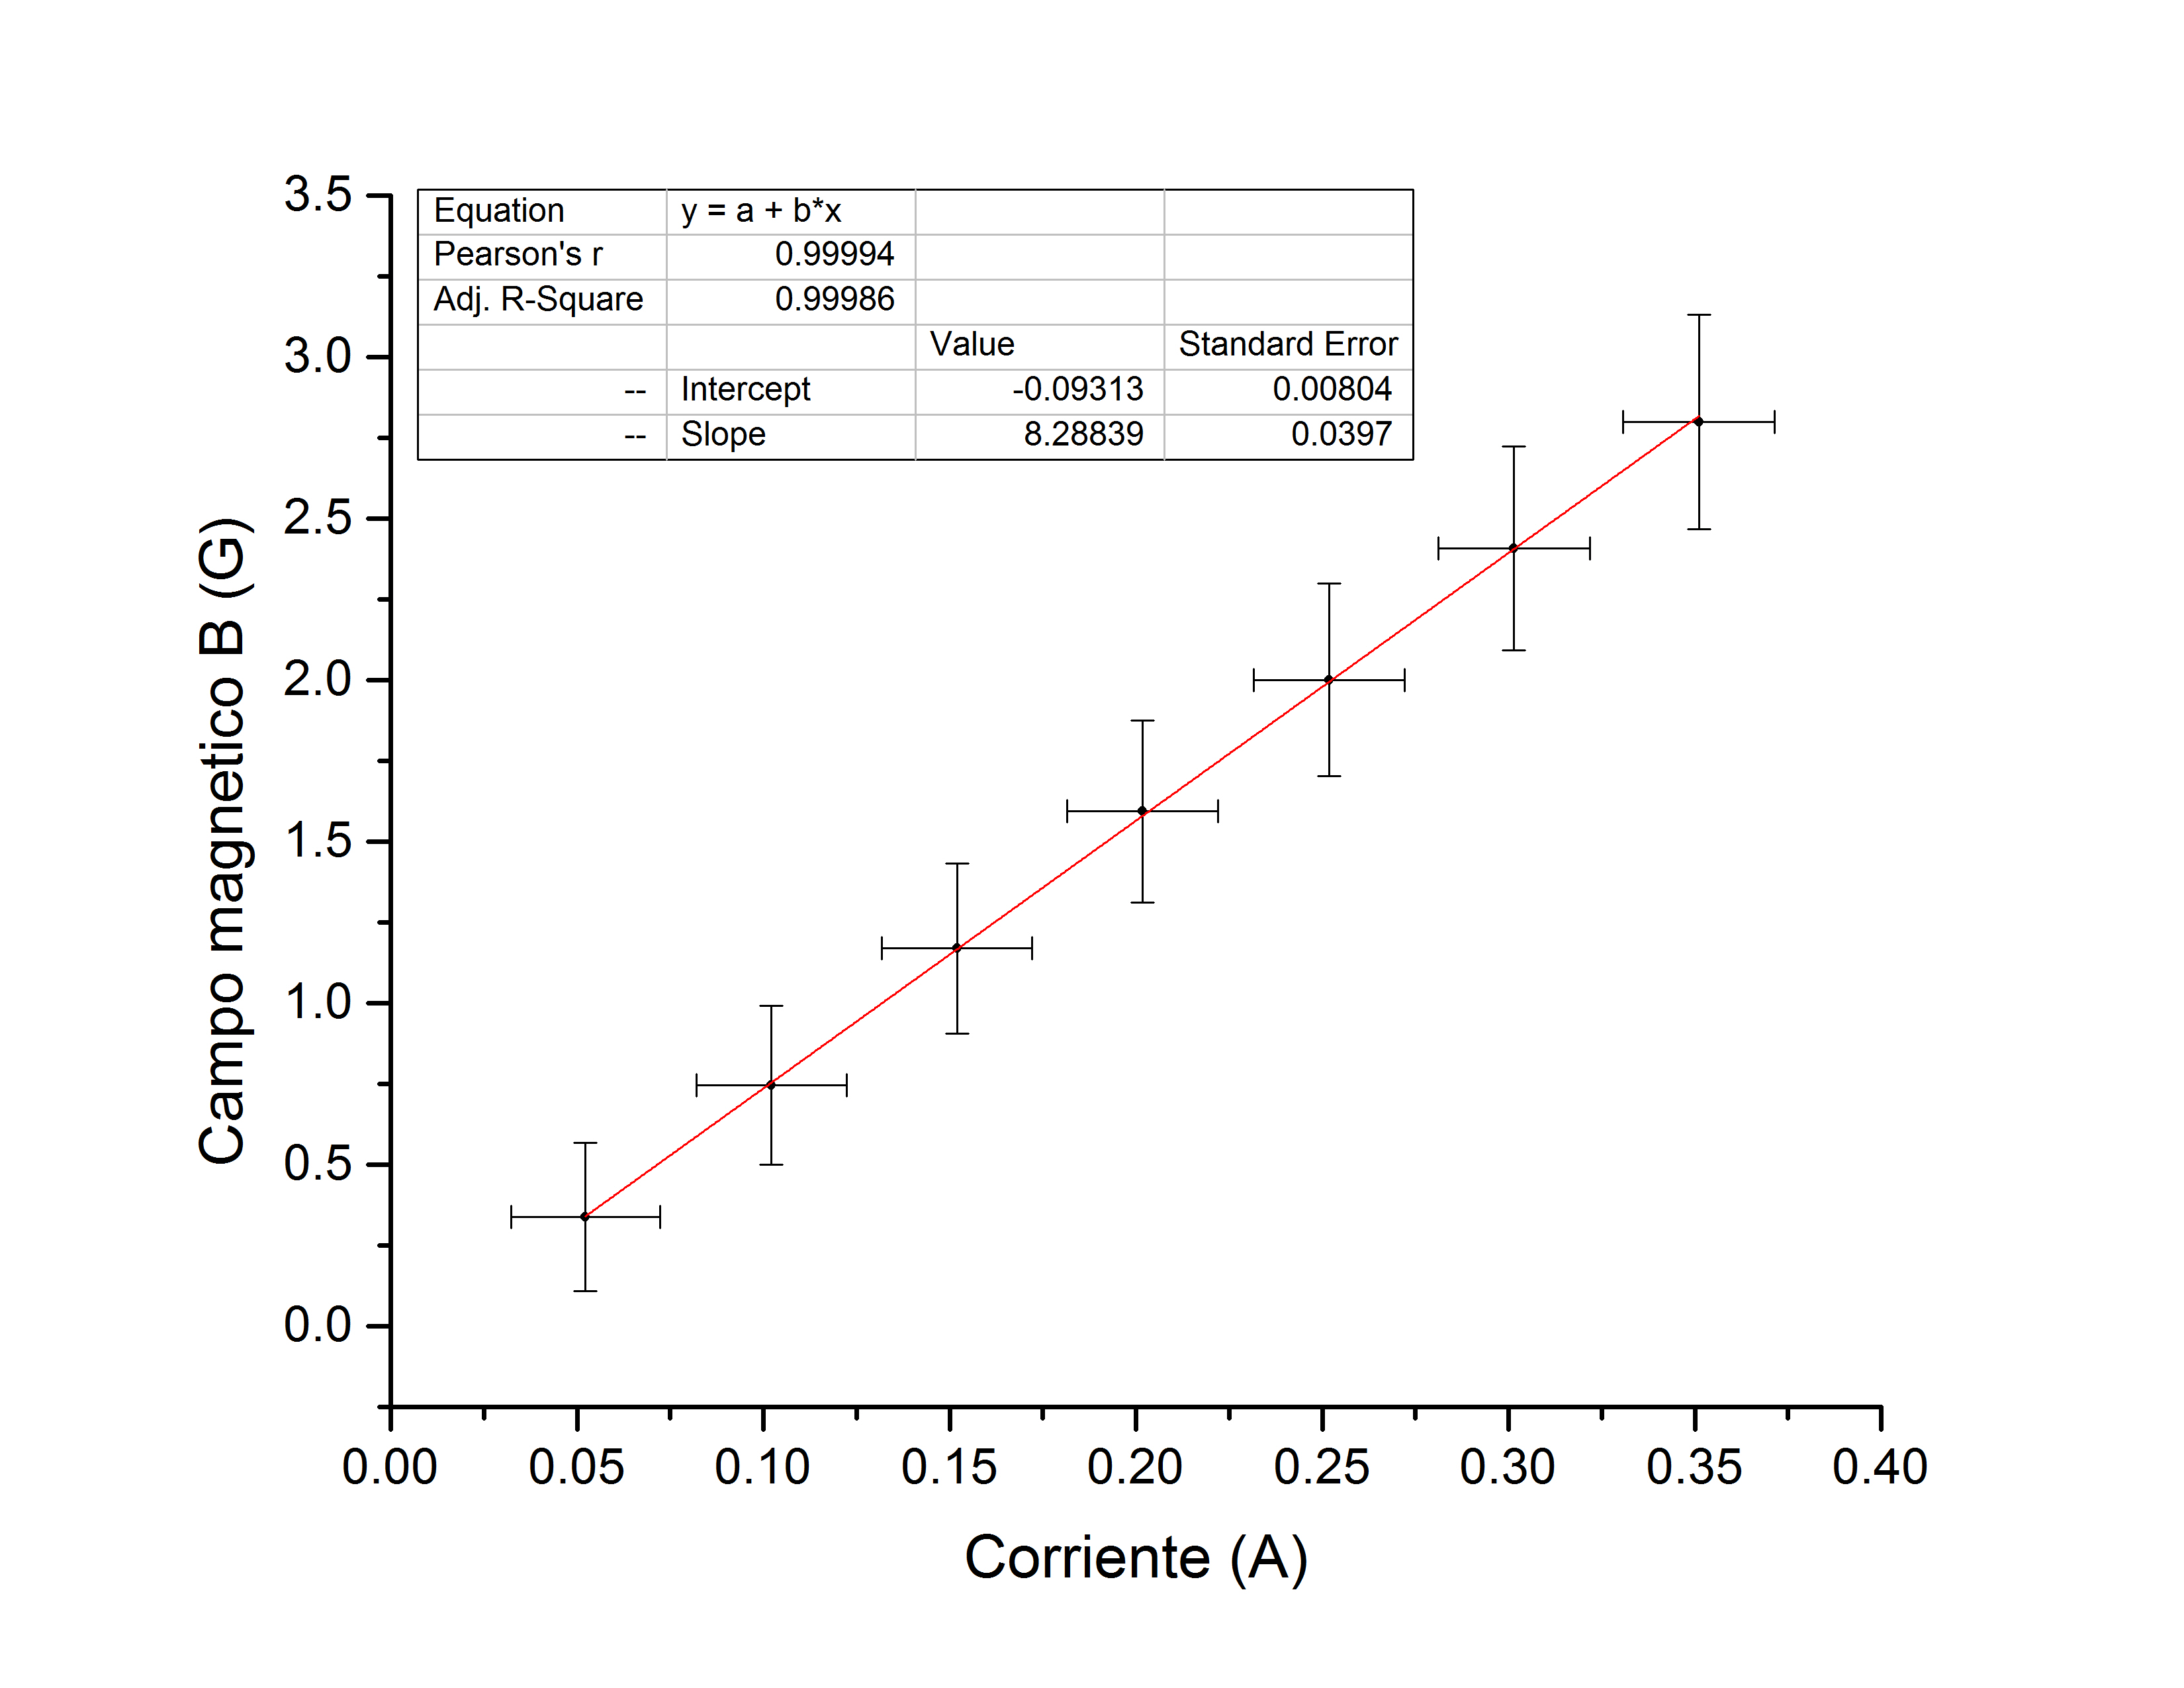 Equation y = a + b*x
Pearson's r 0.99994
Adj. R-Square 0.99986
Value Standard Error
-- Intercept -0.09313 0.00804
-- Slope 8.28839 0.0397
3.5
3.0
2.5
2.0
1.5
1.0
0.5
0.0
Campo magnetico B (G)
0.00 0.05 0.10 0.15 0.20 0.25 0.30 0.35 0.40
Corriente (A)